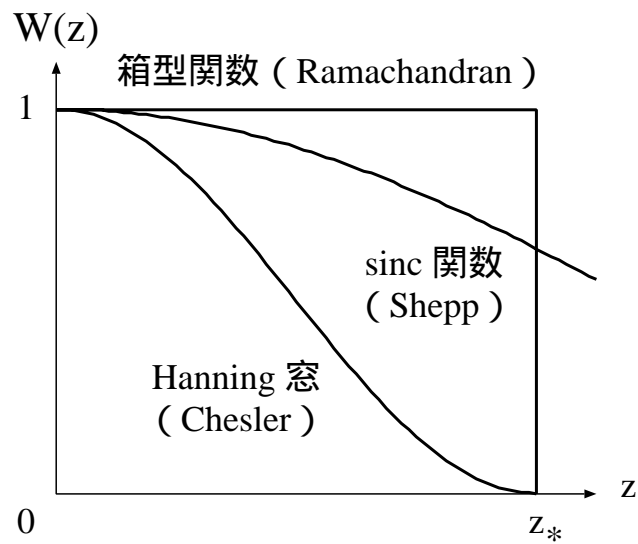 W(z)
箱型関数 ( Ramachandran )
1
sinc 関数
( Shepp )
Hanning 窓
( Chesler )
z
0
z*